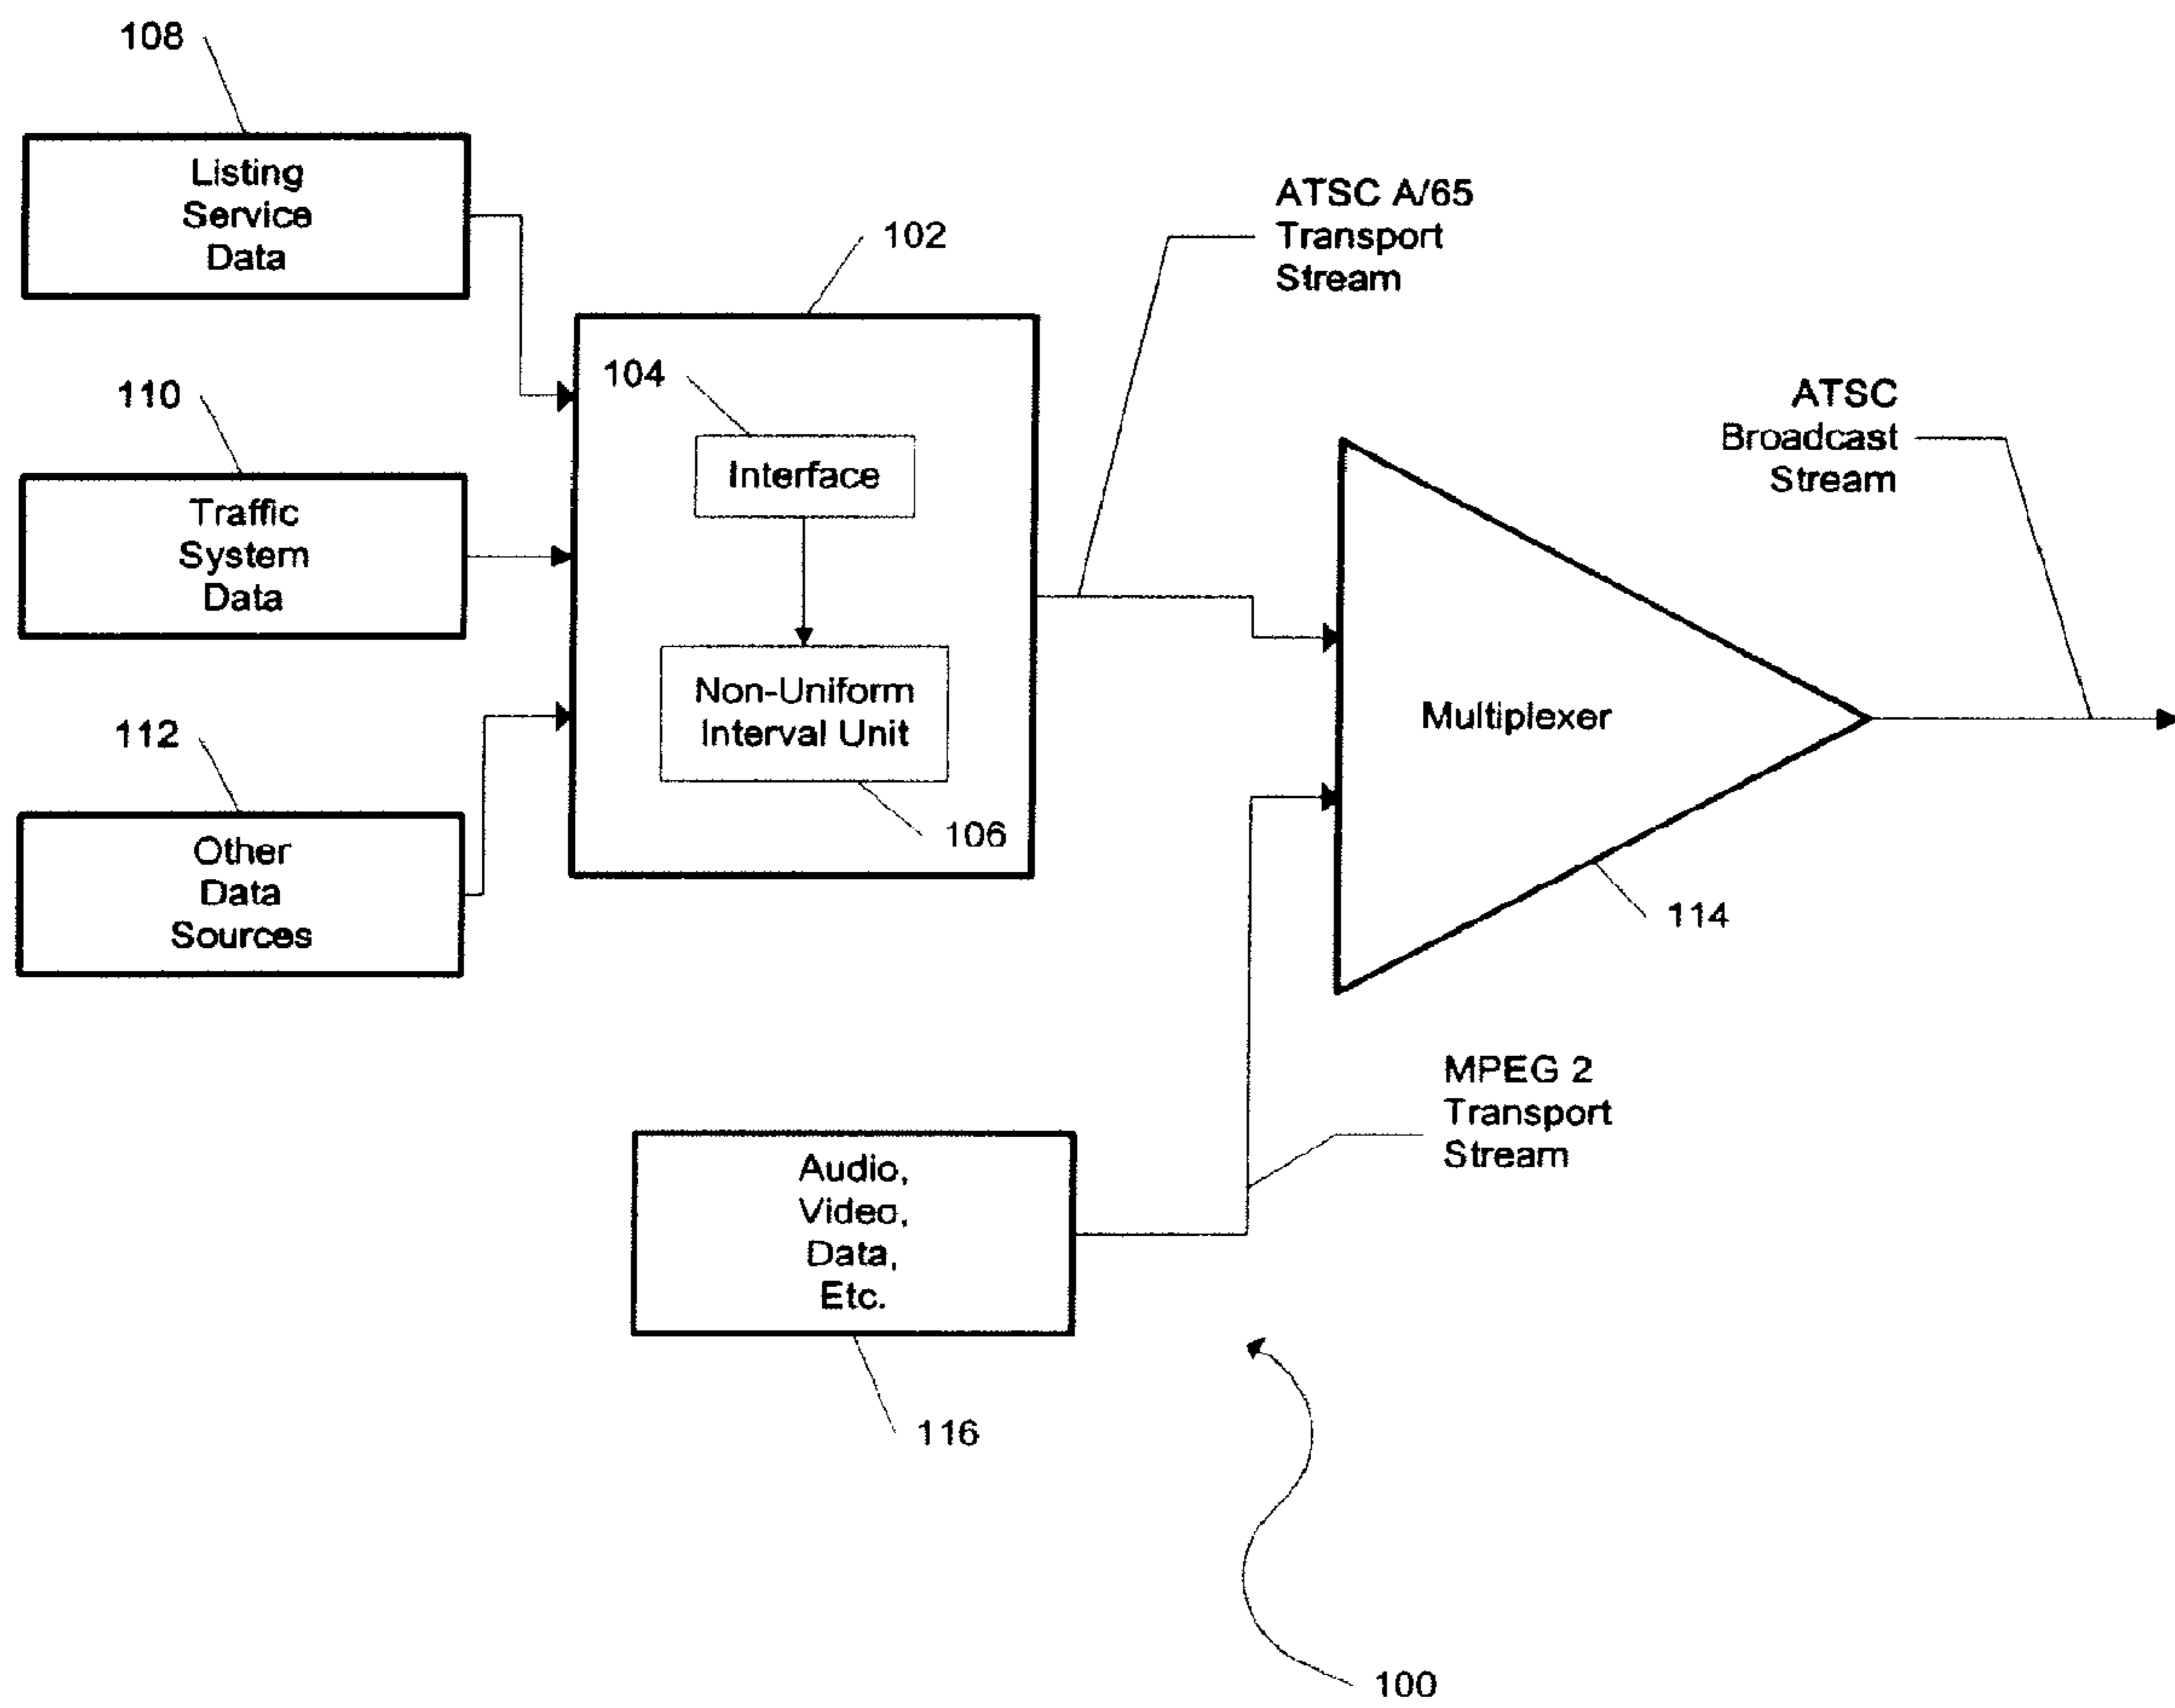 108
Listing
Service
Data
102
ATSC A/65
Transport
Stream
110
104
Interface
ATSC
Broadcast
Stream
Traffic
System
Data
112
Non-Uniform
Interval Unit
106
Multiplexer
114
Other
Data
Sources
MPEG 2
Transport
Stream
Audio,
Video,
Data,
Etc.
116
100